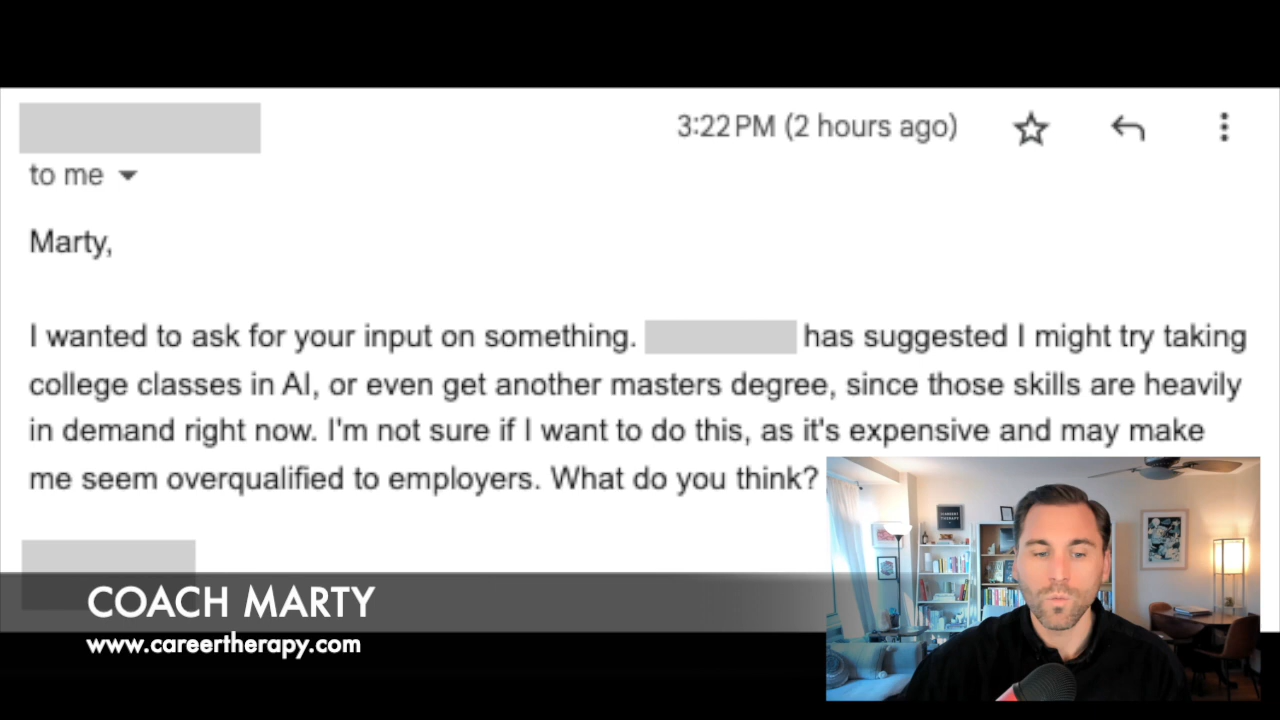 3:22 PM (2 hours ago)
to me
Marty,
I wanted to ask for your input on something. has suggested I might try taking
college classes in AI, or even get another masters degree, since those skills are heavily
in demand right now. I'm not sure if I want to do this, as it's expensive and may make
me seem overqualified to employers. What do you think?
COACH MARTY
www.careertherapy.com
CAREER
THERAPY